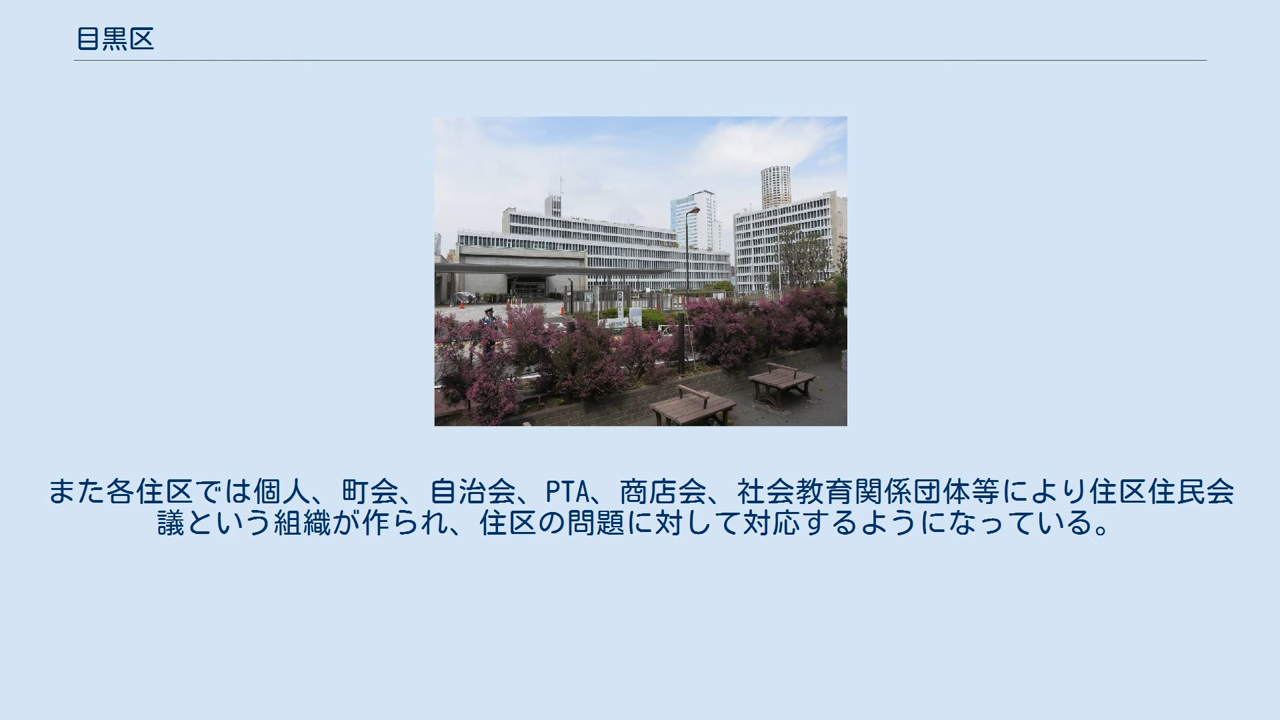 目黒区
また各住区では個人、町会、自治会、PTA、商店会、社会教育関係団体等により住区住民会
議という組織が作られ、住区の問題に対して対応するようになっている。